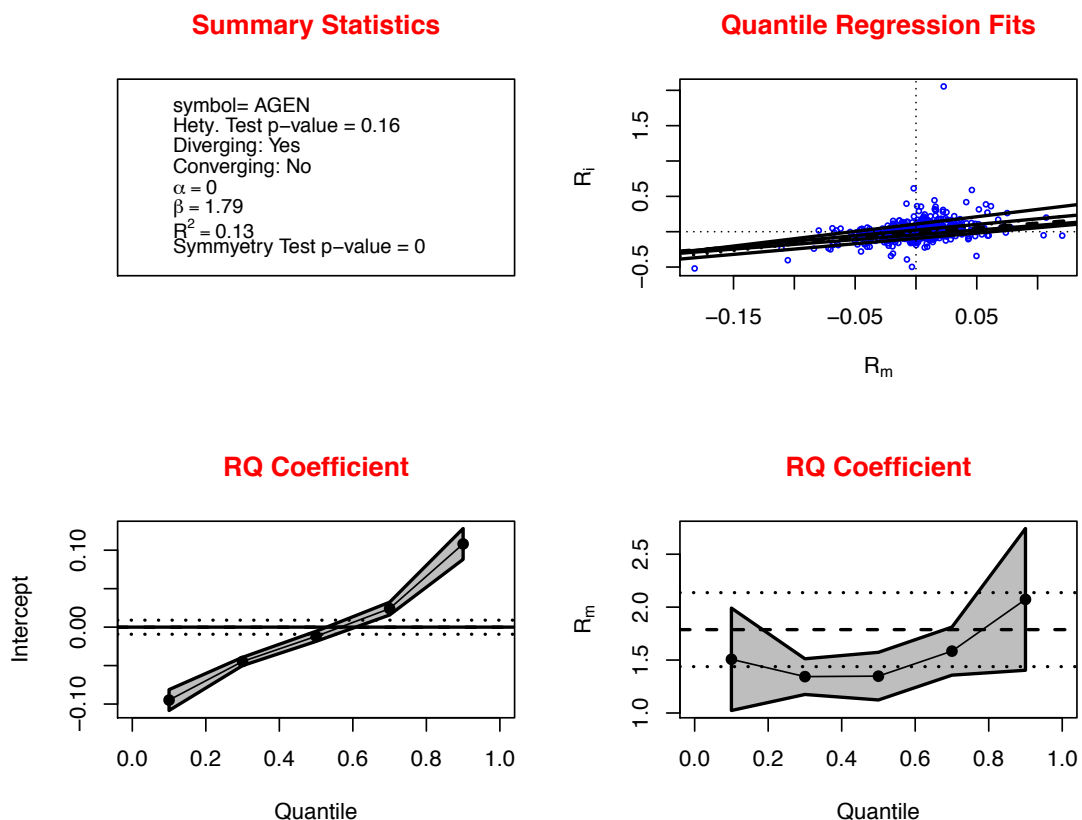 Summary Statistics
symbol= AGEN
Hety. Test p-value = 0.16
Diverging: Yes
Converging: No
α = 0
β = 1.79
R² = 0.13
Symmyetry Test p-value = 0
Quantile Regression Fits
R_i
1.5
0.5
−0.5
−0.15
−0.05
0.05
R_m
RQ Coefficient
Intercept
0.10
0.00
−0.10
0.0 0.2 0.4 0.6 0.8 1.0
Quantile
RQ Coefficient
R_m
2.5
2.0
1.5
1.0
0.0 0.2 0.4 0.6 0.8 1.0
Quantile